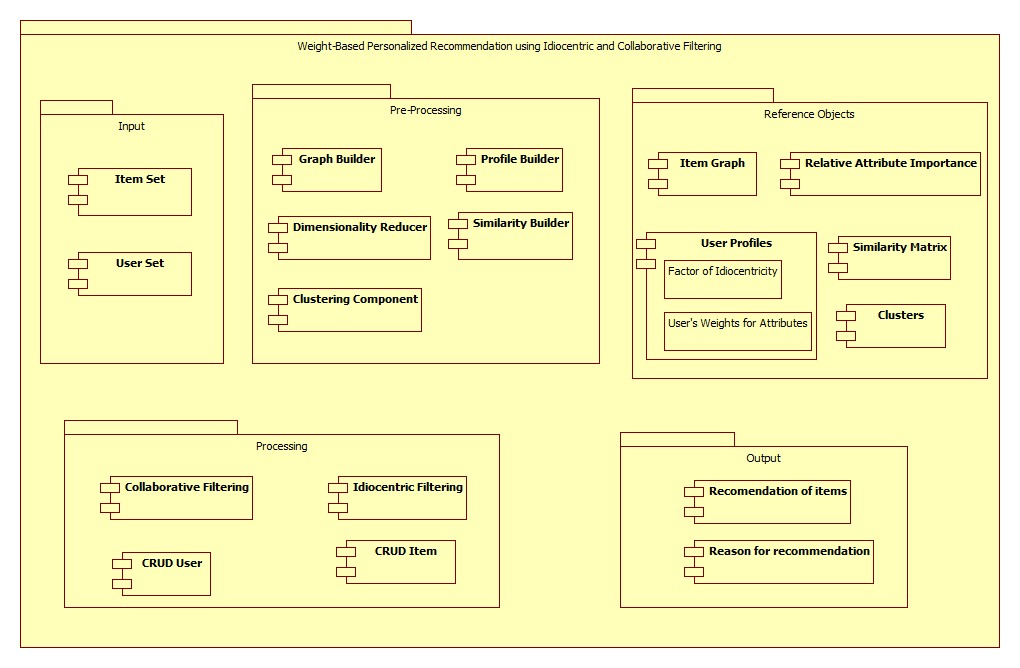 Weight-Based Personalized Recommendation using Idiocentric and Collaborative Filtering
Input
Item Set
User Set
Pre-Processing
Graph Builder
Profile Builder
Dimensionality Reducer
Similarity Builder
Clustering Component
Reference Objects
Item Graph
Relative Attribute Importance
User Profiles
Factor of Idiocentricity
User's Weights for Attributes
Similarity Matrix
Clusters
Processing
Collaborative Filtering
Idiocentric Filtering
CRUD User
CRUD Item
Output
Recomendation of items
Reason for recommendation